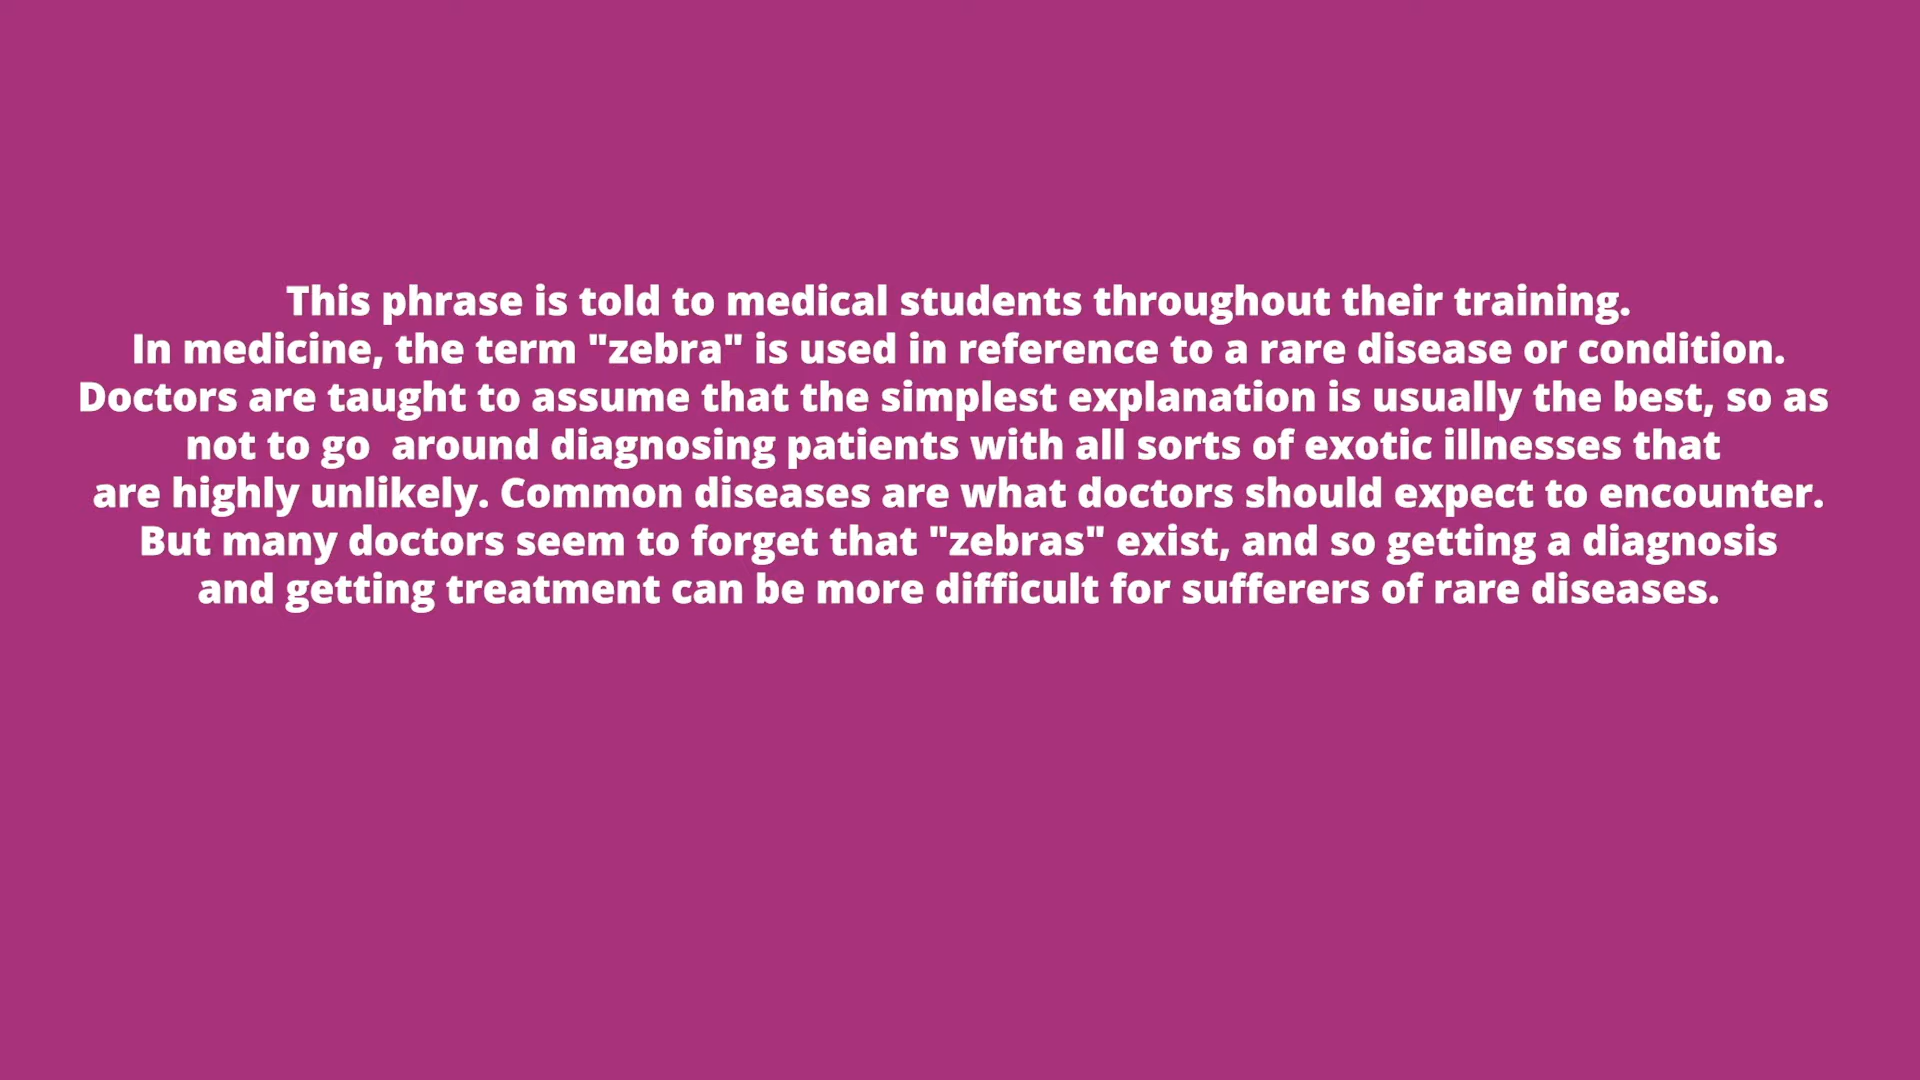 This phrase is told to medical students throughout their training.
In medicine, the term "zebra" is used in reference to a rare disease or condition.
Doctors are taught to assume that the simplest explanation is usually the best, so as
not to go  around diagnosing patients with all sorts of exotic illnesses that
are highly unlikely. Common diseases are what doctors should expect to encounter.
But many doctors seem to forget that "zebras" exist, and so getting a diagnosis
and getting treatment can be more difficult for sufferers of rare diseases.